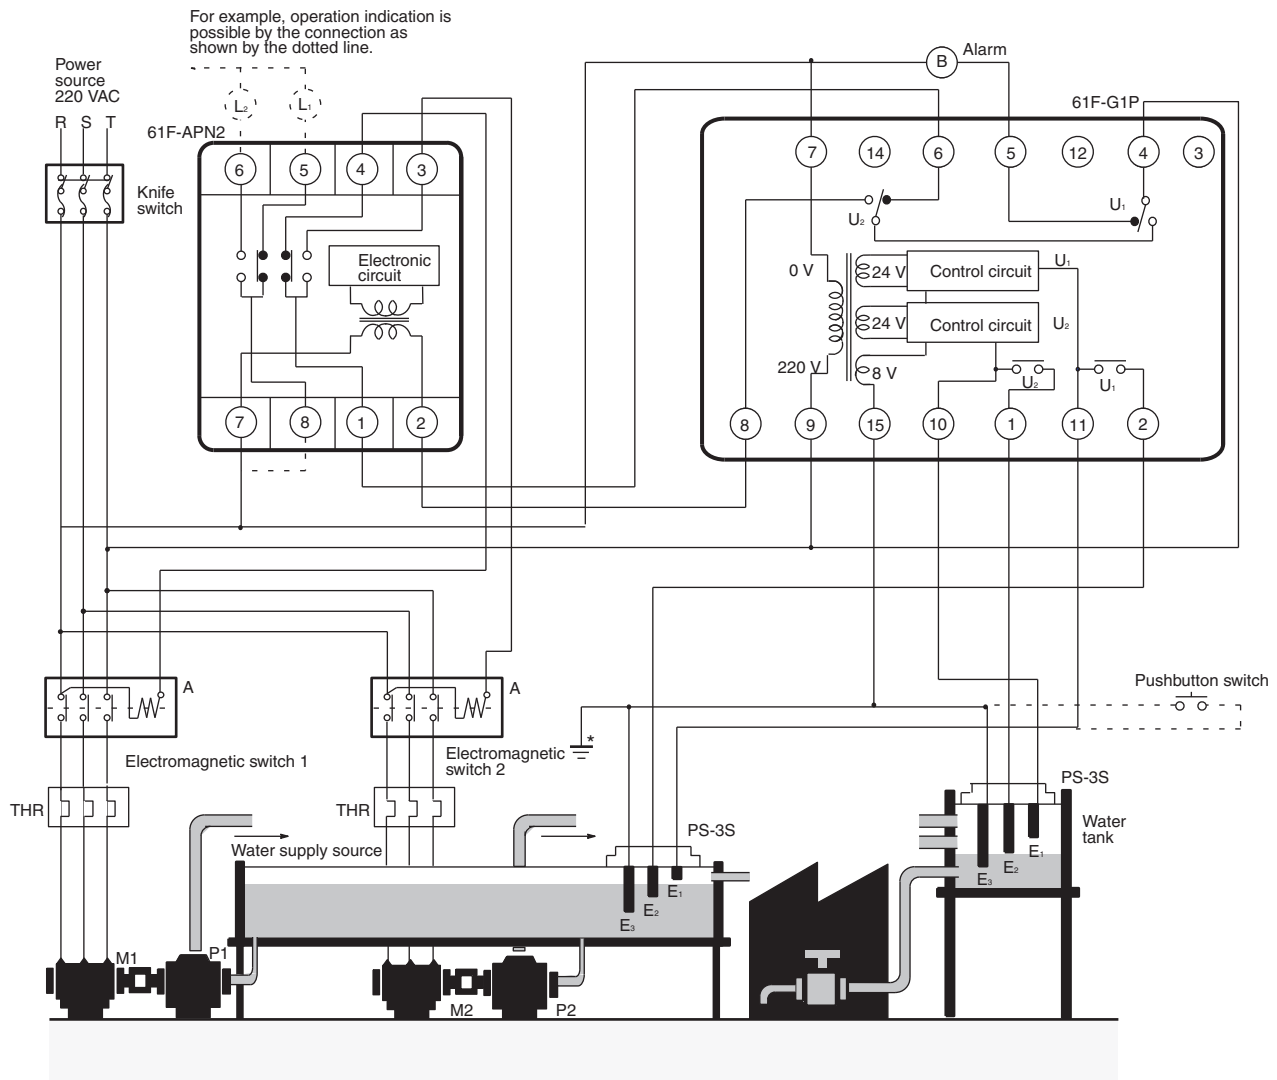 For example, operation indication is
possible by the connection as
shown by the dotted line.
Power
source
220 VAC
R S T
Knife
switch
61F-APN2
L2 L1
6 5 4 3
Electronic
circuit
7 8 1 2
B Alarm
61F-G1P
7 14 6 5 12 4 3
U2
U1
0 V
24 V
Control circuit
U1
24 V
Control circuit
U2
220 V
8 V
U2
U1
8 9 15 10 1 11 2
A
A
Pushbutton switch
Electromagnetic switch 1
Electromagnetic
switch 2
*
THR
THR
PS-3S
PS-3S
Water
tank
Water supply source
E1
E2
E3
E1
E2
E3
M1
P1
M2
P2